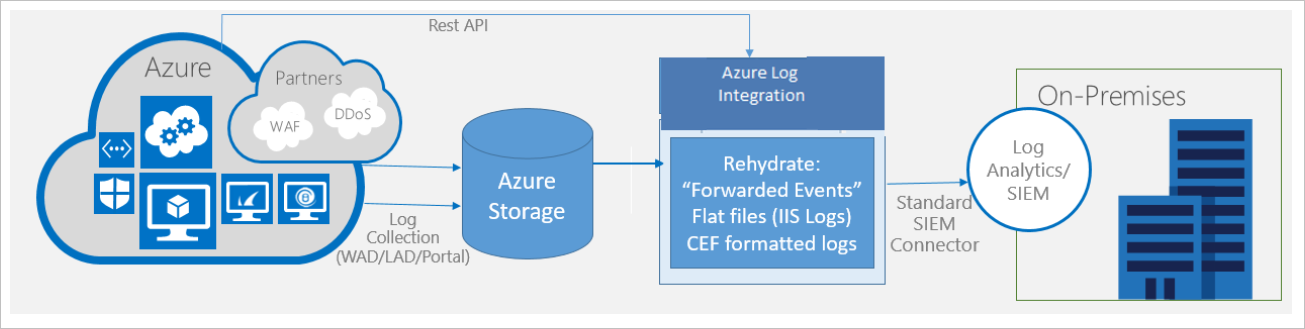 Rest API
Azure
Partners
WAF
DDoS
Log
Collection
(WAD/LAD/Portal)
Azure
Storage
Azure Log
Integration
Rehydrate:
“Forwarded Events”
Flat files (IIS Logs)
CEF formatted logs
Standard
SIEM
Connector
On-Premises
Log
Analytics/
SIEM